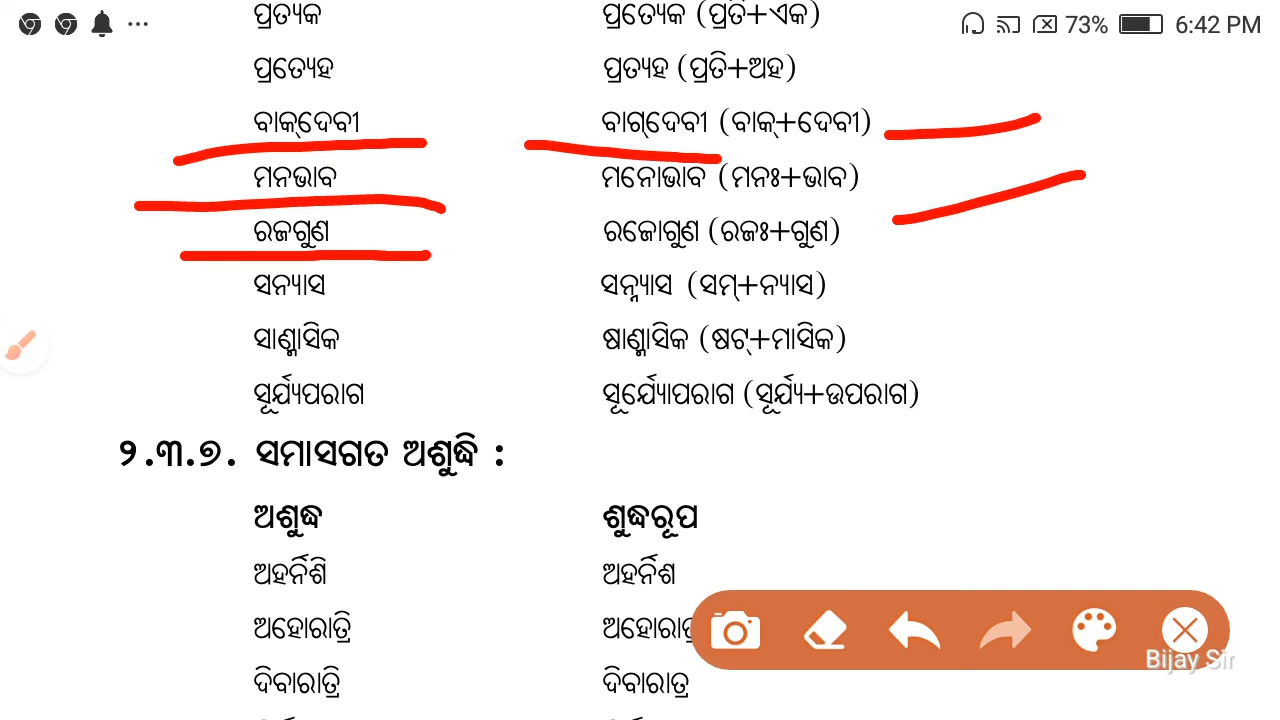 73% 6:42 PM
ପ୍ରତ୍ୟକ ପ୍ରତ୍ୟେକ (ପ୍ରତି+ଏକ)
ପ୍ରତ୍ୟେହ ପ୍ରତ୍ୟହ (ପ୍ରତି+ଅହ)
ବାକ୍‌ଦେବୀ ବାଗ୍‌ଦେବୀ (ବାକ୍+ଦେବୀ)
ମନଭାବ ମନୋଭାବ (ମନଃ+ଭାବ)
ରଜଗୁଣ ରଜୋଗୁଣ (ରଜଃ+ଗୁଣ)
ସନ୍ୟାସ ସନ୍ନ୍ୟାସ (ସମ୍+ନ୍ୟାସ)
ସାଣ୍ମାସିକ ଷାଣ୍ମାସିକ (ଷଟ୍+ମାସିକ)
ସୂର୍ଯ୍ୟପରାଗ ସୂର୍ଯ୍ୟୋପରାଗ (ସୂର୍ଯ୍ୟ+ଉପରାଗ)
୨.୩.୭. ସମାସଗତ ଅଶୁଦ୍ଧି :
ଅଶୁଦ୍ଧ ଶୁଦ୍ଧରୂପ
ଅହର୍ନିଶି ଅହର୍ନିଶ
ଅହୋରାତ୍ରି
Bijay Sir
ଦିବାରାତ୍ରି ଦିବାରାତ୍ର